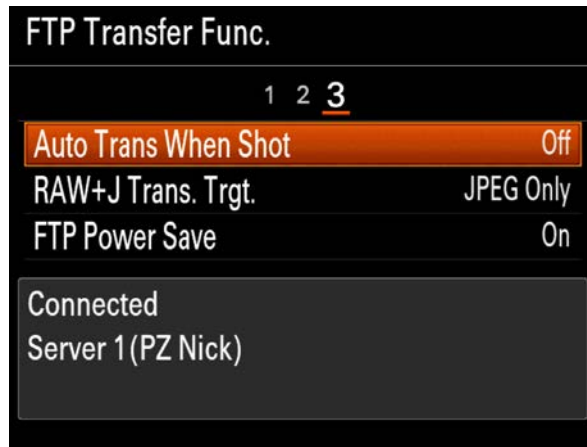 FTP Transfer Func.
1 2 3
Auto Trans When Shot Off
RAW+J Trans. Trgt. JPEG Only
FTP Power Save On
Connected
Server 1(PZ Nick)